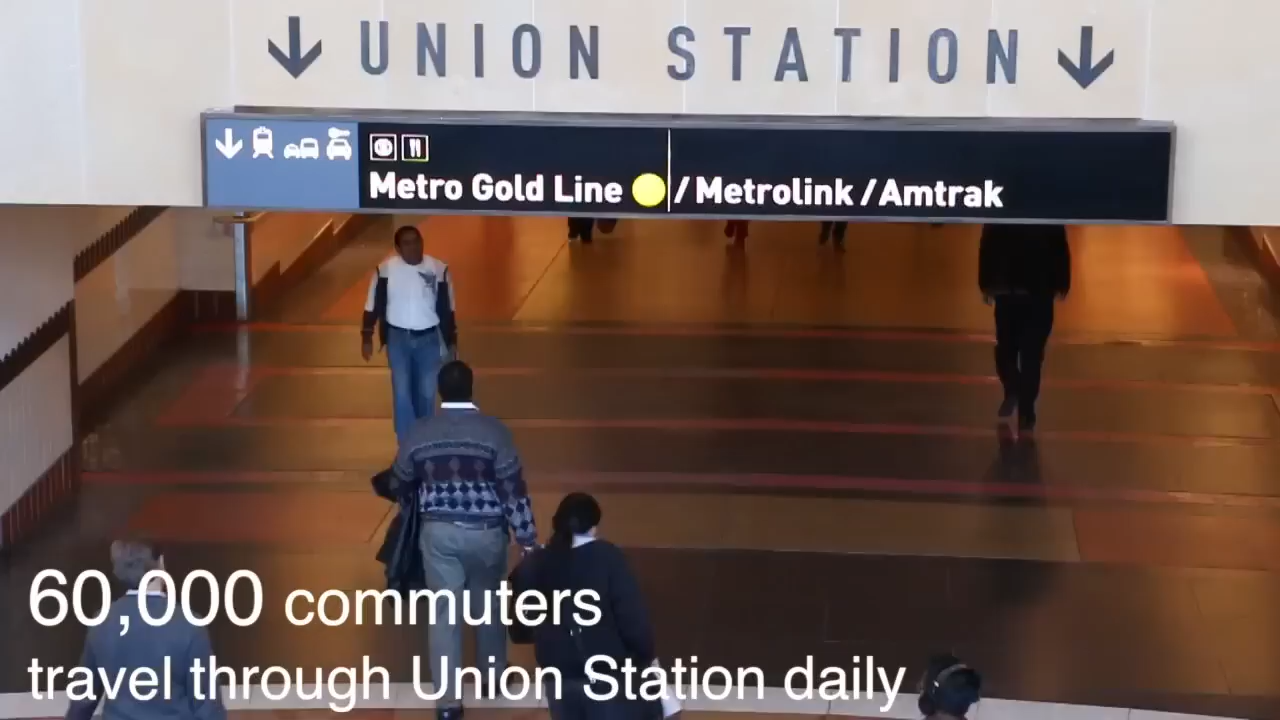 UNION STATION
Metro Gold Line / Metrolink / Amtrak
60,000 commuters
travel through Union Station daily